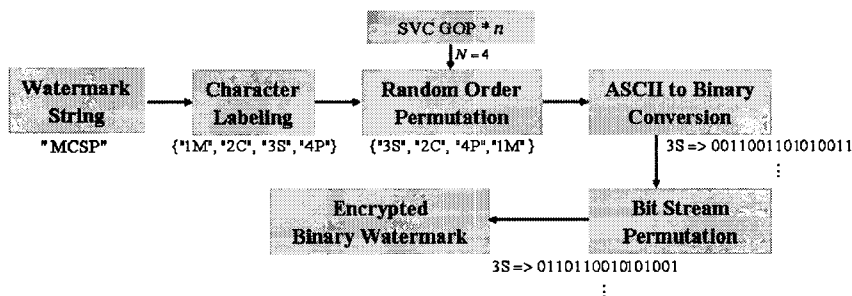 SVC GOP * n
N = 4
Watermark
String
Character
Labeling
Random Order
Permutation
ASCII to Binary
Conversion
"MCSP"
{"1M", "2C", "3S", "4P"}
{"3S", "2C", "4P","1M" }
3S => 0011001101010011
⋮
Encrypted
Binary Watermark
Bit Stream
Permutation
3S => 0110110010101001
⋮